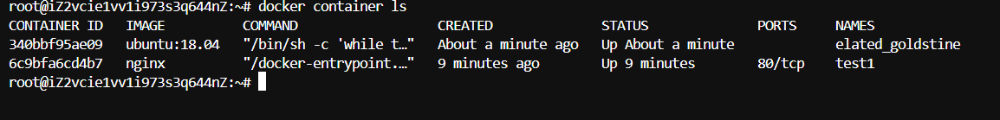 root@iZ2vcie1vv1i973s3q644nZ:~# docker container ls
CONTAINER ID   IMAGE          COMMAND                  CREATED              STATUS              PORTS     NAMES
340bbf95ae09   ubuntu:18.04   "/bin/sh -c 'while t…"   About a minute ago   Up About a minute             elated_goldstine
6c9bfa6cd4b7   nginx          "/docker-entrypoint.…"   9 minutes ago        Up 9 minutes        80/tcp    test1
root@iZ2vcie1vv1i973s3q644nZ:~#